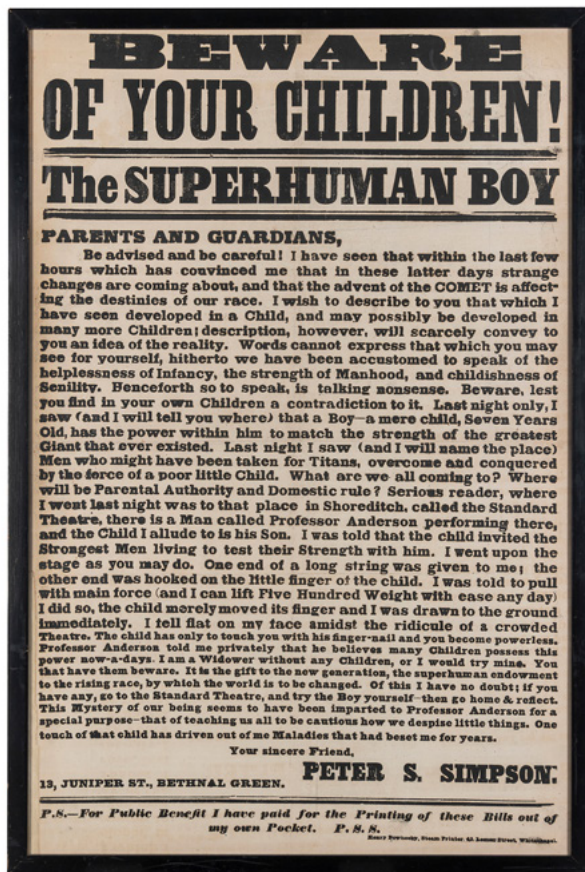 BEWARE
OF YOUR CHILDREN!
The SUPERHUMAN BOY
PARENTS AND GUARDIANS,
Be advised and be careful! I have seen that within the last few
hours which has convinced me that in these latter days strange
changes are coming about, and that the advent of the COMET is affect-
ing the destinies of our race. I wish to describe to you that which I
have seen developed in a Child, and may possibly be developed in
many more Children; description, however, will scarcely convey to
you an idea of the reality. Words cannot express that which you may
see for yourself, hitherto we have been accustomed to speak of the
helplessness of Infancy, the strength of Manhood, and childishness of
Senility. Henceforth so to speak, is talking nonsense. Beware, lest
you find in your own Children a contradiction to it. Last night only, I
saw (and I will tell you where) that a Boy—a mere child, Seven Years
Old, has the power within him to match the strength of the greatest
Giant that ever existed. Last night I saw (and I will name the place)
Men who might have been taken for Titans, overcome and conquered
by the force of a poor little Child. What are we all coming to? Where
will be Parental Authority and Domestic rule? Serious reader, where
I went last night was to that place in Shoreditch, called the Standard
Theatre, there is a Man called Professor Anderson performing there,
and the Child I allude to is his Son. I was told that the child invited the
Strongest Men living to test their Strength with him. I went upon the
stage as you may do. One end of a long string was given to me; the
other end was hooked on the little finger of the child. I was told to pull
with main force (and I can lift Five Hundred Weight with ease any day)
I did so, the child merely moved its finger and I was drawn to the ground
immediately. I fell flat on my face amidst the ridicule of a crowded
Theatre. The child has only to touch you with his finger-nail and you become powerless.
Professor Anderson told me privately that he believes many Children possess this
power now-a-days. I am a Widower without any Children, or I would try mine. You
that have them beware. It is the gift to the new generation, the superhuman endowment
to the rising race, by which the world is to be changed. Of this I have no doubt; if you
have any, go to the Standard Theatre, and try the Boy yourself—then go home & reflect.
This Mystery of our being seems to have been imparted to Professor Anderson for a
special purpose—that of teaching us all to be cautious how we despise little things. One
touch of that child has driven out of me Maladies that had beset me for years.
Your sincere Friend,
PETER S. SIMPSON.
13, JUNIPER ST., BETHNAL GREEN.
P.S.—For Public Benefit I have paid for the Printing of these Bills out of
my own Pocket. P. S. S.
Henry Steam Printer Street,